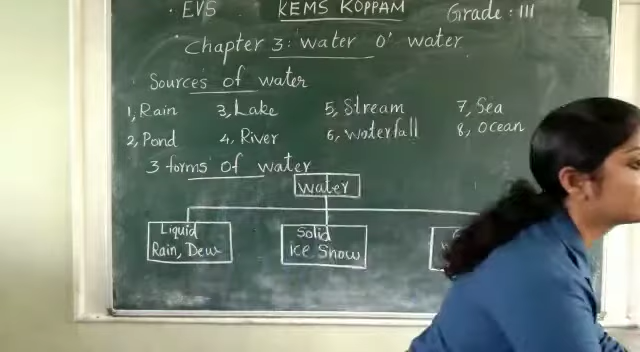 EVS KEMS KOPPAM Grade : III
Chapter 3: Water O' Water
Sources of water
1, Rain 3, Lake 5, Stream 7, Sea
2, Pond 4. River 6, Waterfall 8, Ocean
3 forms of water
Water
Liquid Solid
Rain, Dew Ice Snow